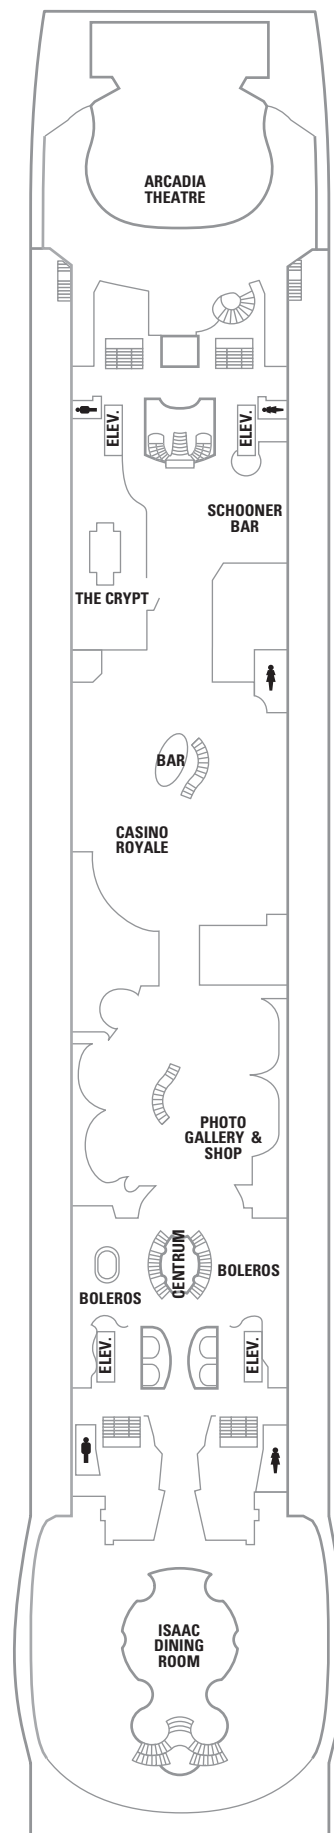 ARCADIA
THEATRE
ELEV.
ELEV.
SCHOONER
BAR
THE CRYPT
BAR
CASINO
ROYALE
PHOTO
GALLERY &
SHOP
CENTRUM
BOLEROS
BOLEROS
ELEV.
ELEV.
ISAAC
DINING
ROOM